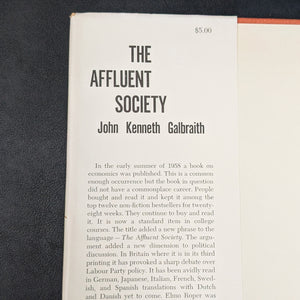 $5.00
THE
AFFLUENT
SOCIETY
John Kenneth Galbraith
In the early summer of 1958 a book on
economics was published. This is a common
enough occurrence but the book in question
did not have a commonplace career. People
bought and read it and kept it among the
top twelve non-fiction bestsellers for twenty-
eight weeks. They continue to buy and read
it. It is now a standard item in college
courses. The title added a new phrase to the
language—The Affluent Society. The argu-
ment added a new dimension to political
discussion. In Britain where it is in its third
printing it has provoked a sharp debate over
Labour Party policy. It has been avidly read
in German, Japanese, Italian, French, Swed-
ish, and Spanish translations with Dutch
and Danish yet to come. Elmo Roper was